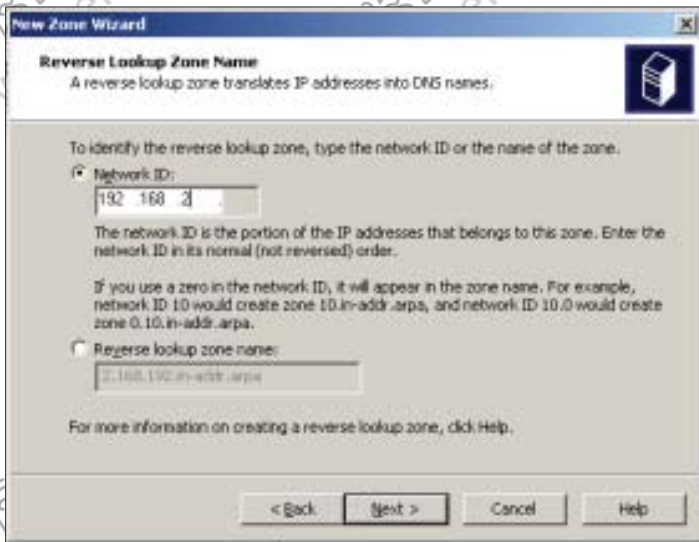 New Zone Wizard
Reverse Lookup Zone Name
A reverse lookup zone translates IP addresses into DNS names.
To identify the reverse lookup zone, type the network ID or the name of the zone.
Network ID:
192 .168 .2 .
The network ID is the portion of the IP addresses that belongs to this zone. Enter the
network ID in its normal (not reversed) order.
If you use a zero in the network ID, it will appear in the zone name. For example,
network ID 10 would create zone 10.in-addr.arpa, and network ID 10.0 would create
zone 0.10.in-addr.arpa.
Reverse lookup zone name:
2.168.192.in-addr.arpa
For more information on creating a reverse lookup zone, click Help.
< Back
Next >
Cancel
Help